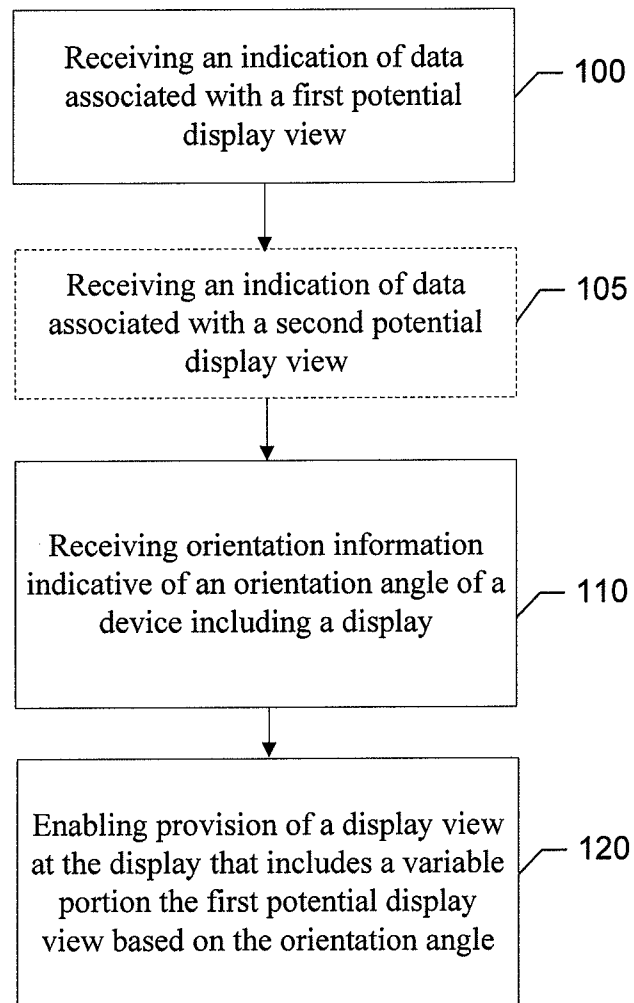 Receiving an indication of data
associated with a first potential
display view
100
Receiving an indication of data
associated with a second potential
display view
105
Receiving orientation information
indicative of an orientation angle of a
device including a display
110
Enabling provision of a display view
at the display that includes a variable
portion the first potential display
view based on the orientation angle
120